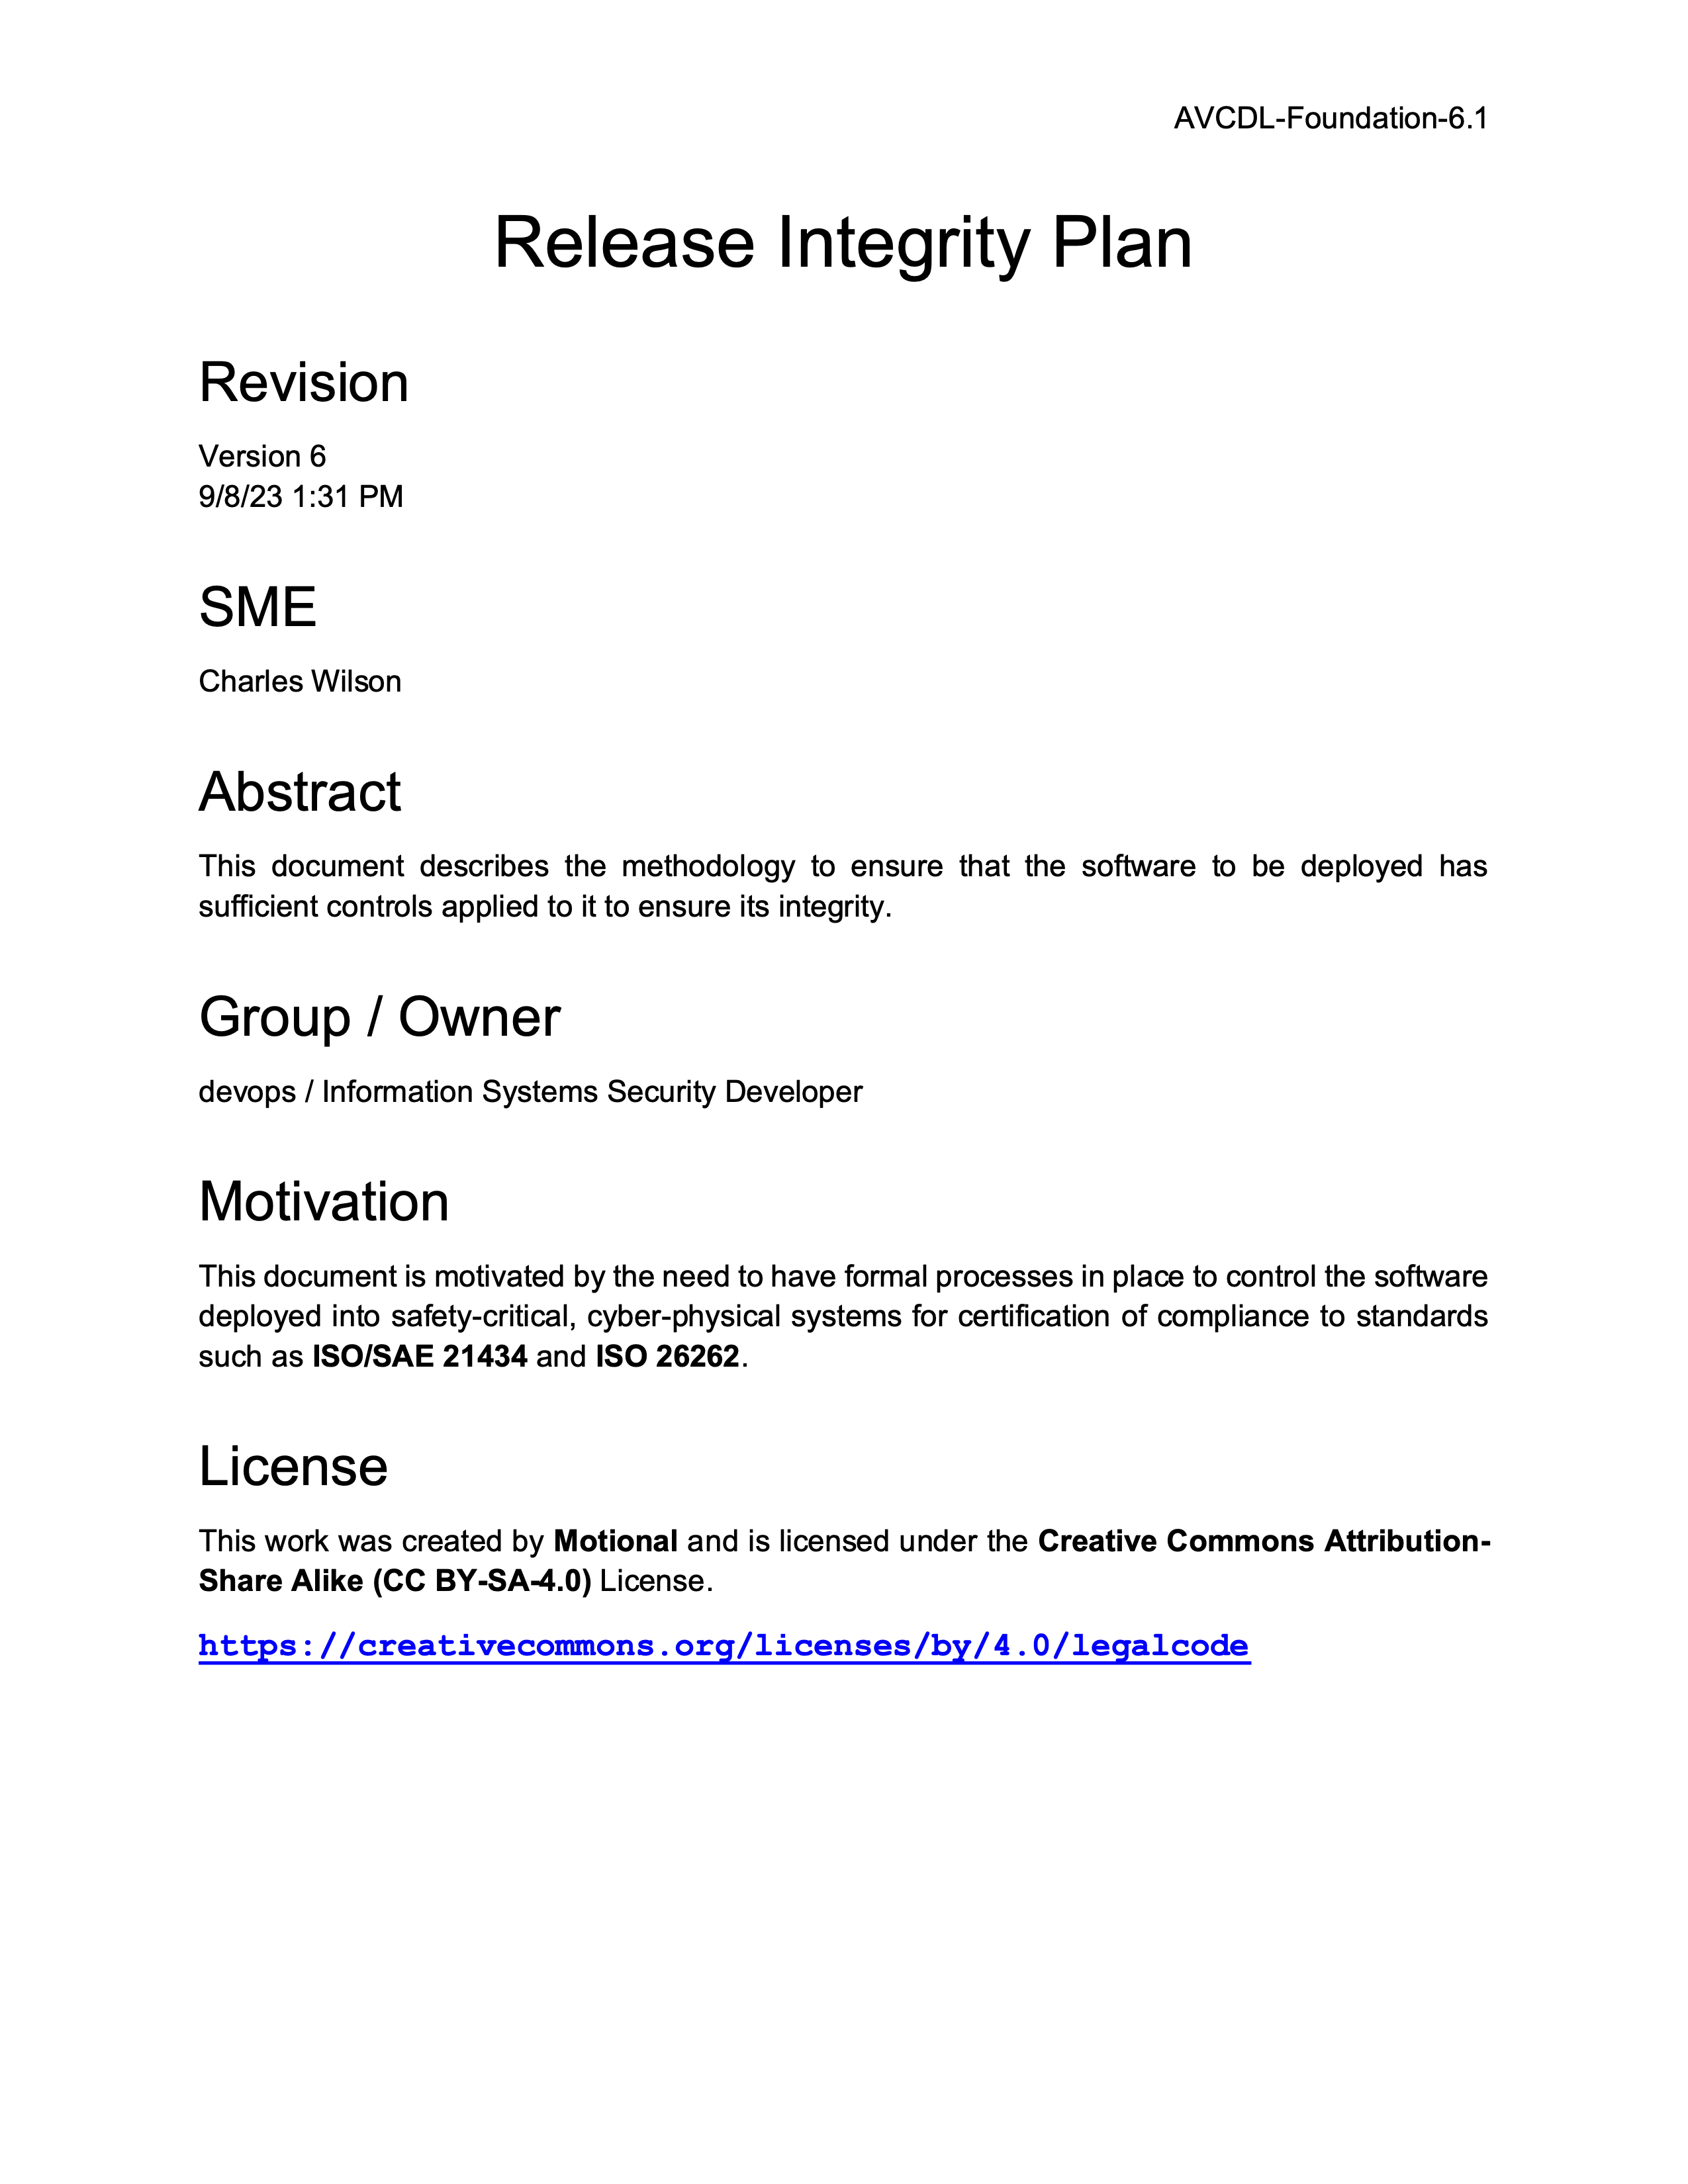 AVCDL-Foundation-6.1
Release Integrity Plan
Revision
Version 6
9/8/23 1:31 PM
SME
Charles Wilson
Abstract
This document describes the methodology to ensure that the software to be deployed has
sufficient controls applied to it to ensure its integrity.
Group / Owner
devops / Information Systems Security Developer
Motivation
This document is motivated by the need to have formal processes in place to control the software
deployed into safety-critical, cyber-physical systems for certification of compliance to standards
such as ISO/SAE 21434 and ISO 26262.
License
This work was created by Motional and is licensed under the Creative Commons Attribution-
Share Alike (CC BY-SA-4.0) License.
https://creativecommons.org/licenses/by/4.0/legalcode